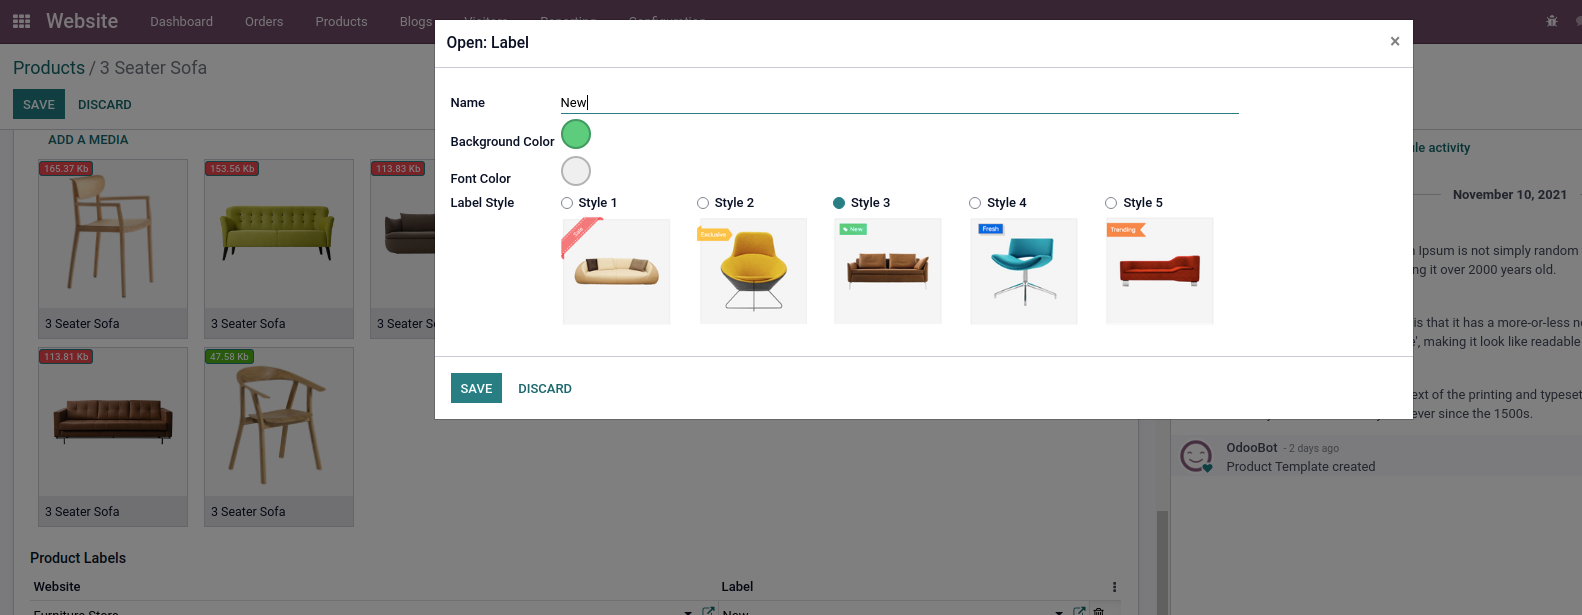 Website
Dashboard
Orders
Products
Blogs
Visitors
Reporting
Configuration
Open: Label
×
Products / 3 Seater Sofa
SAVE
DISCARD
ADD A MEDIA
165.37 Kb
153.56 Kb
113.83 Kb
3 Seater Sofa
3 Seater Sofa
3 Seater S
113.81 Kb
47.58 Kb
3 Seater Sofa
3 Seater Sofa
Name
New
Background Color
Font Color
Label Style
Style 1
Style 2
Style 3
Style 4
Style 5
Sale
Exclusive
New
Fresh
Trending
SAVE
DISCARD
le activity
November 10, 2021
Ipsum is not simply random
ng it over 2000 years old.
is that it has a more-or-less
making it look like readable
ext of the printing and typeset
ever since the 1500s.
OdooBot - 2 days ago
Product Template created
Product Labels
Website
Label
Furniture Store
New